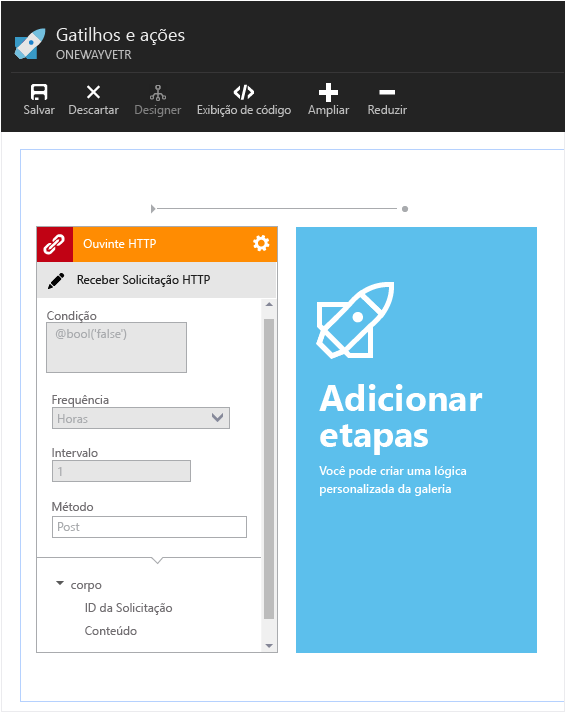 Gatilhos e ações
ONEWAYVETR
Salvar Descartar Designer Exibição de código Ampliar Reduzir
Ouvinte HTTP
Receber Solicitação HTTP
Condição
@bool('false')
Frequência
Horas
Intervalo
1
Método
Post
corpo
ID da Solicitação
Conteúdo
Adicionar
etapas
Você pode criar uma lógica
personalizada da galeria